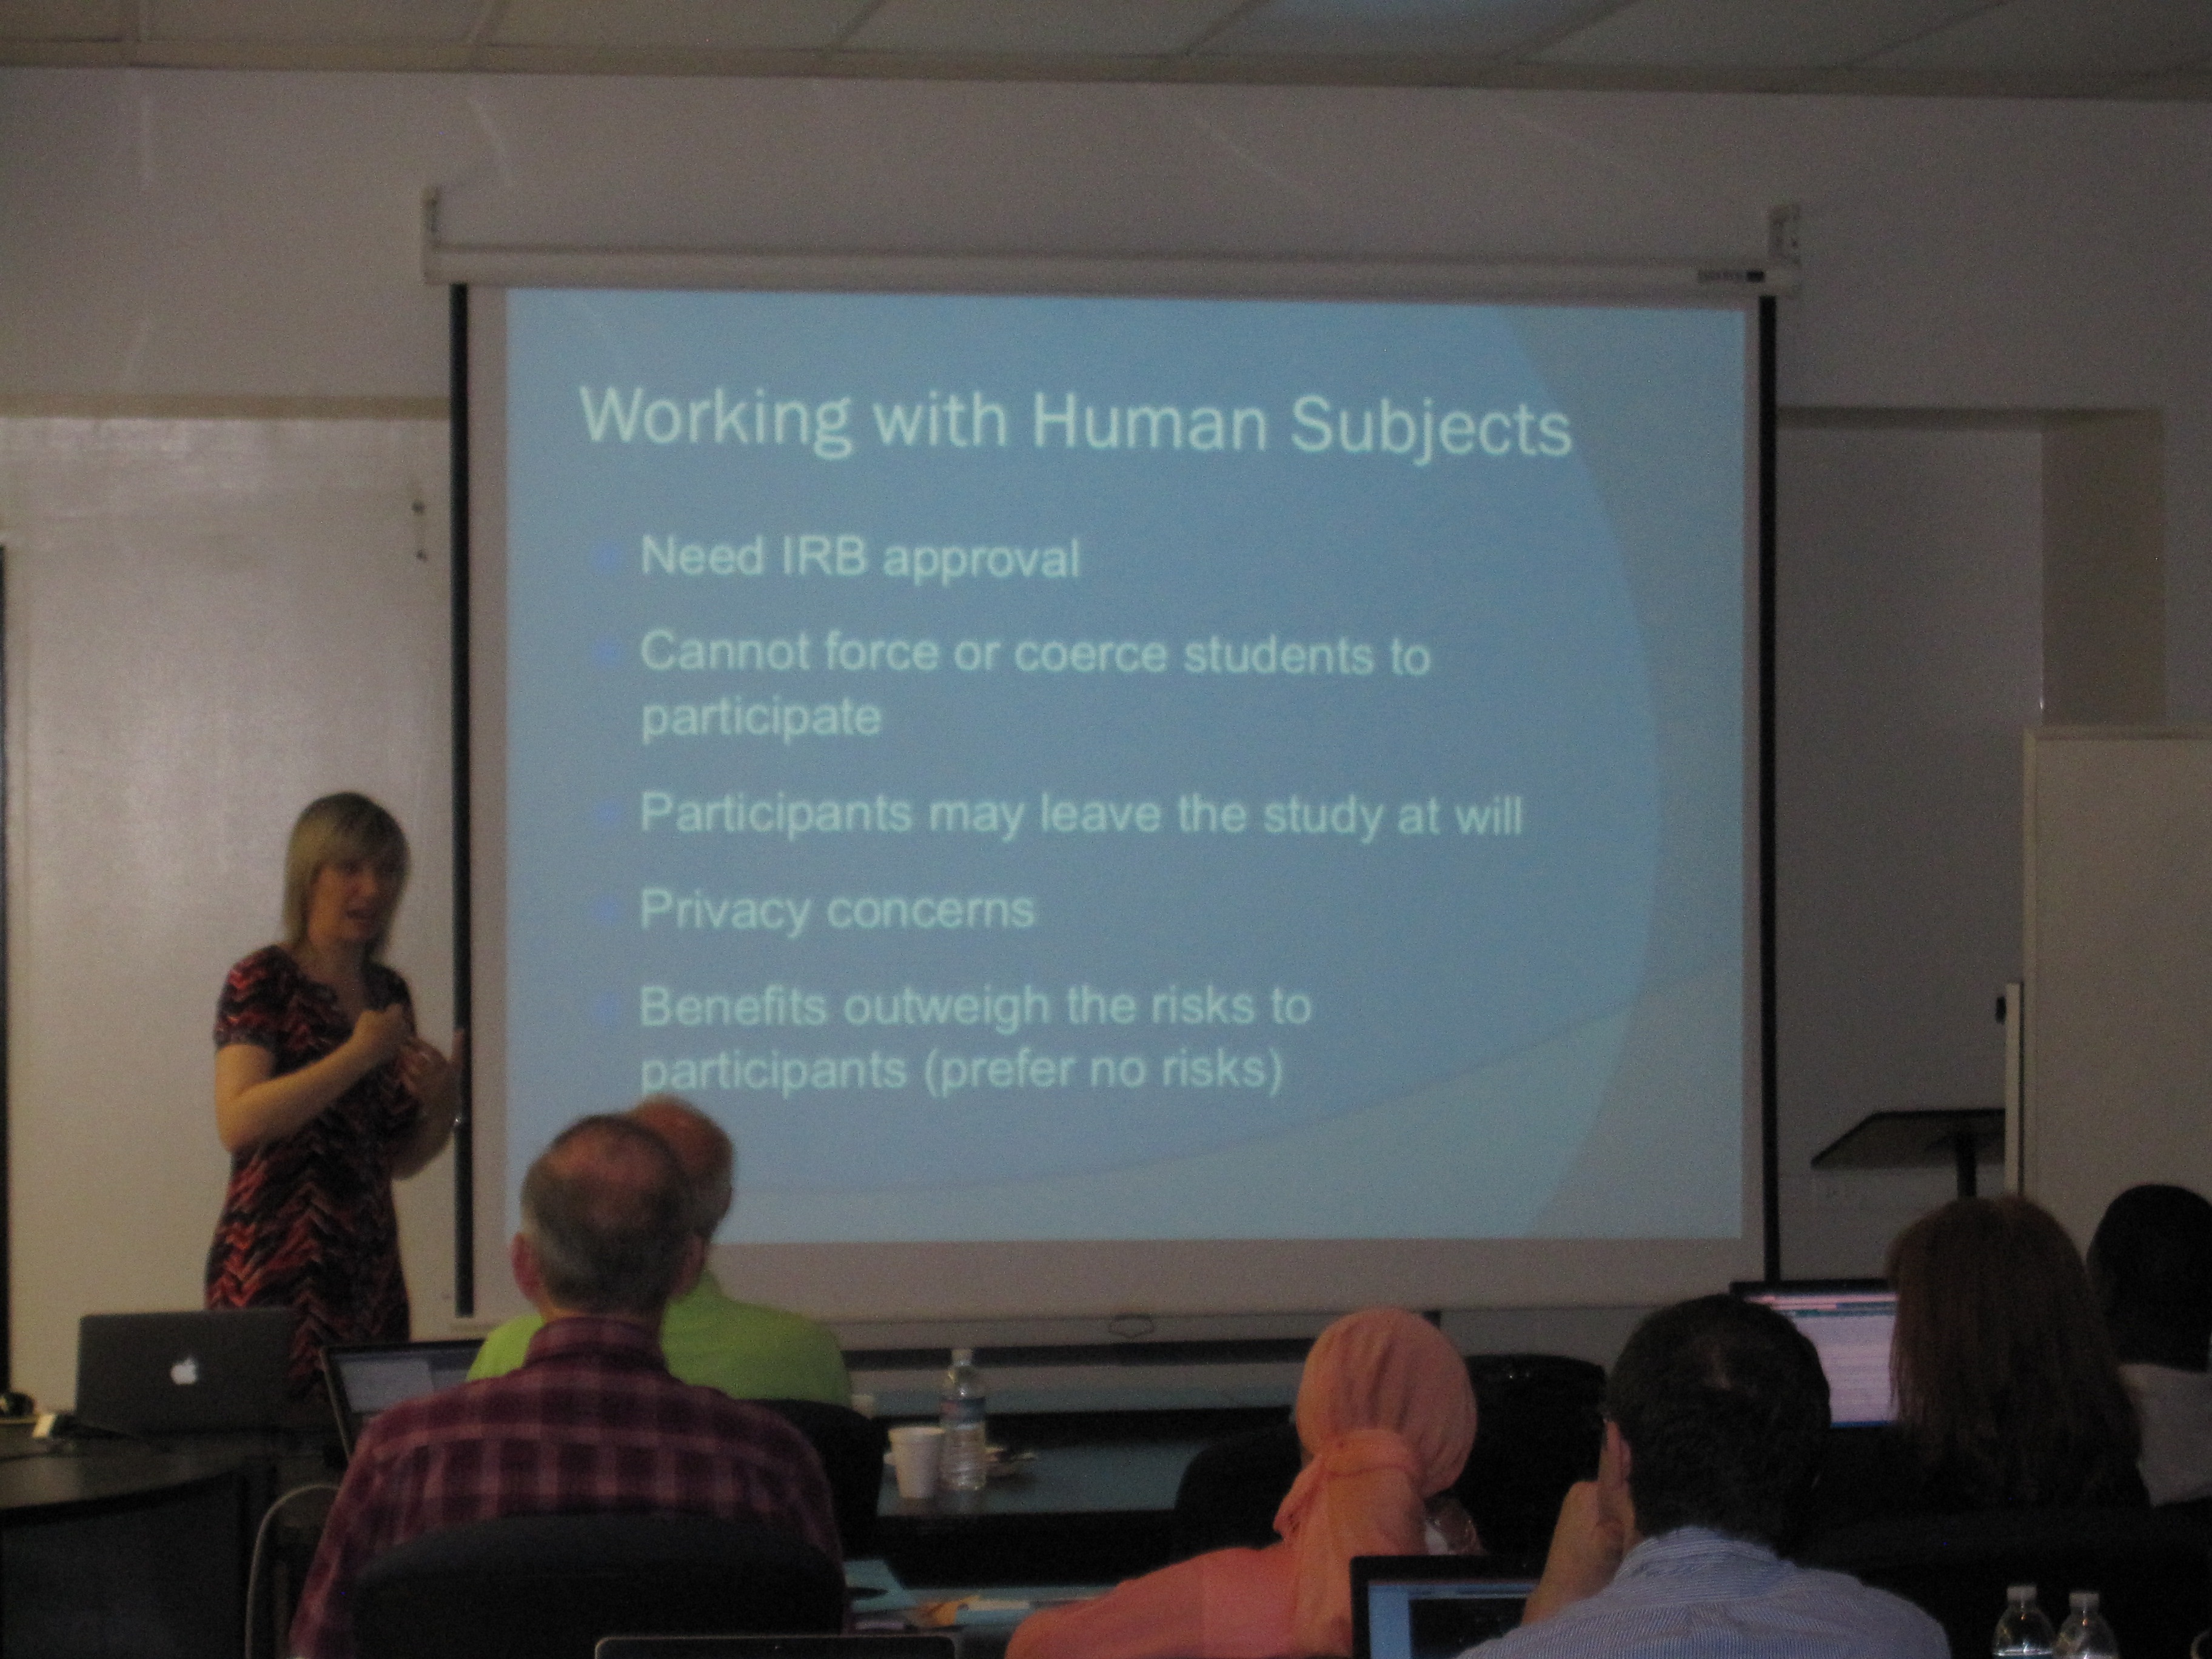 Working with Human Subjects
Need IRB approval
Cannot force or coerce students to
participate
Participants may leave the study at will
Privacy concerns
Benefits outweigh the risks to
participants (prefer no risks)